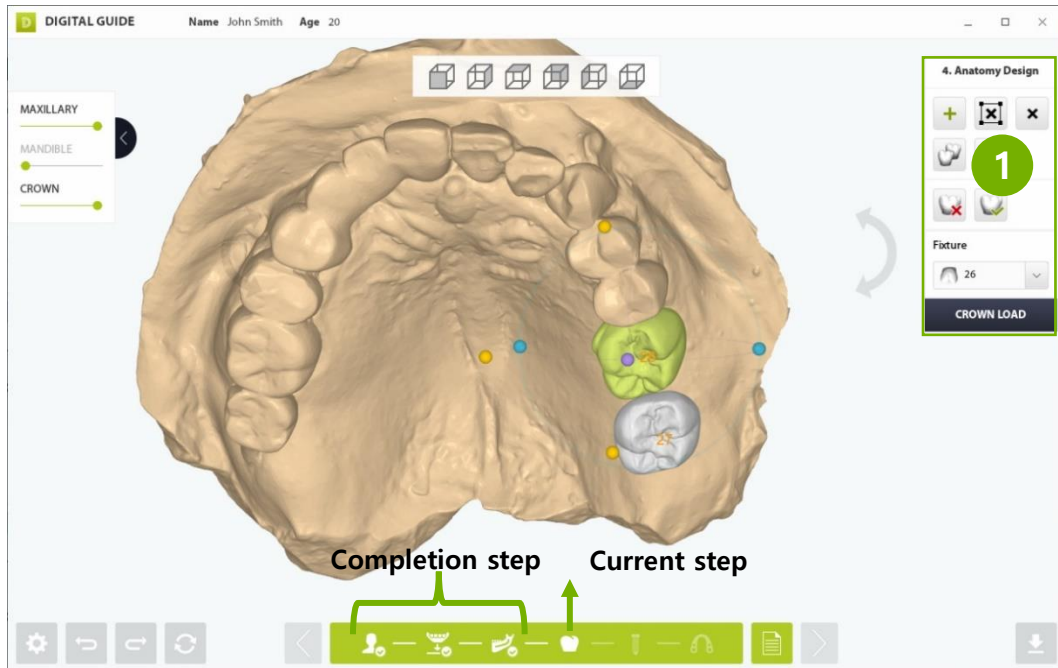 D DIGITAL GUIDE Name John Smith Age 20
MAXILLARY
MANDIBLE
CROWN
4. Anatomy Design
1
Fixture
26
CROWN LOAD
27
Completion step
Current step